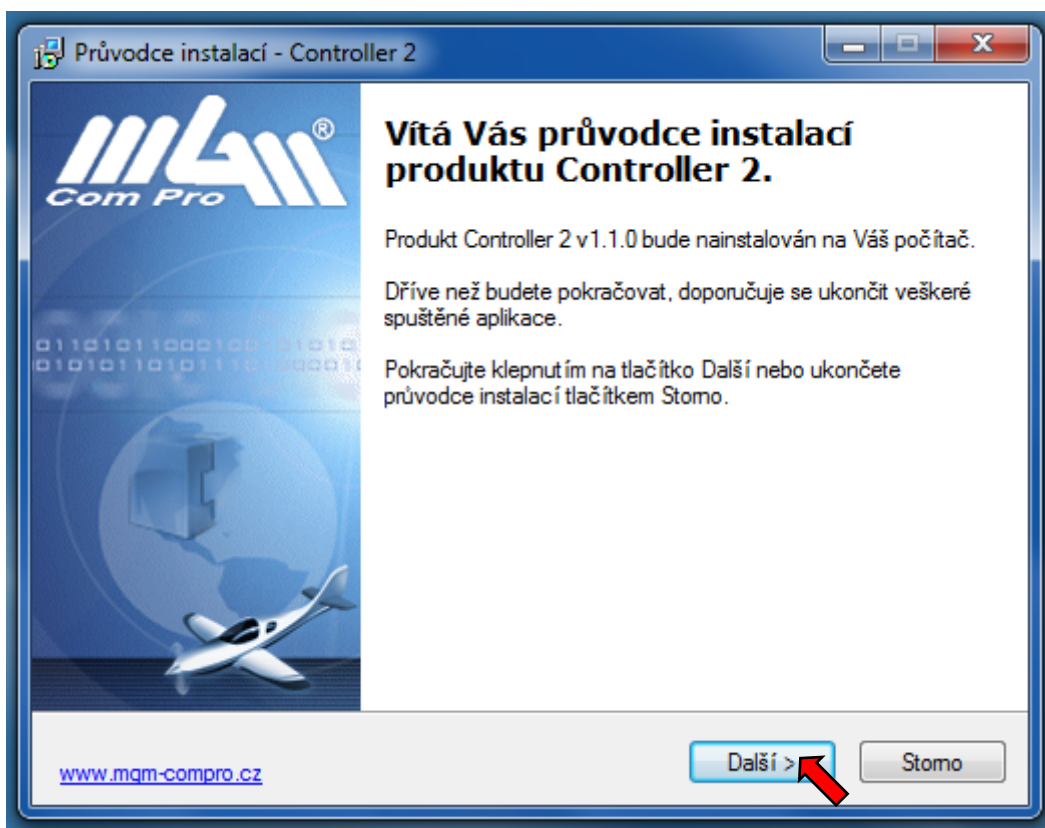 Průvodce instalací - Controller 2
MGM®
Com Pro
Vítá Vás průvodce instalací
produktu Controller 2.
Produkt Controller 2 v1.1.0 bude nainstalován na Váš počítač.
Dříve než budete pokračovat, doporučuje se ukončit veškeré
spuštěné aplikace.
Pokračujte klepnutím na tlačítko Další nebo ukončete
průvodce instalací tlačítkem Storno.
www.mgm-compro.cz
Další >
Storno